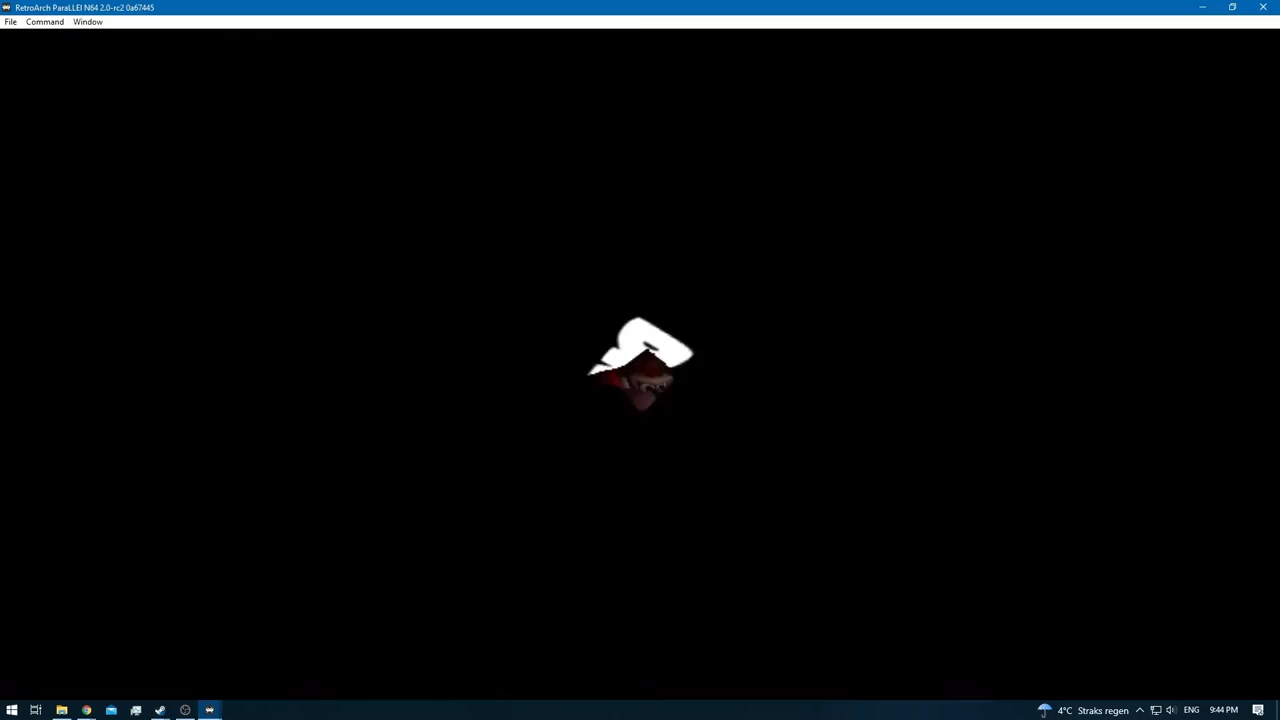 RetroArch ParaLLEl N64 2.0-rc2 0a67445
File Command Window
4°C Straks regen ENG 9:44 PM